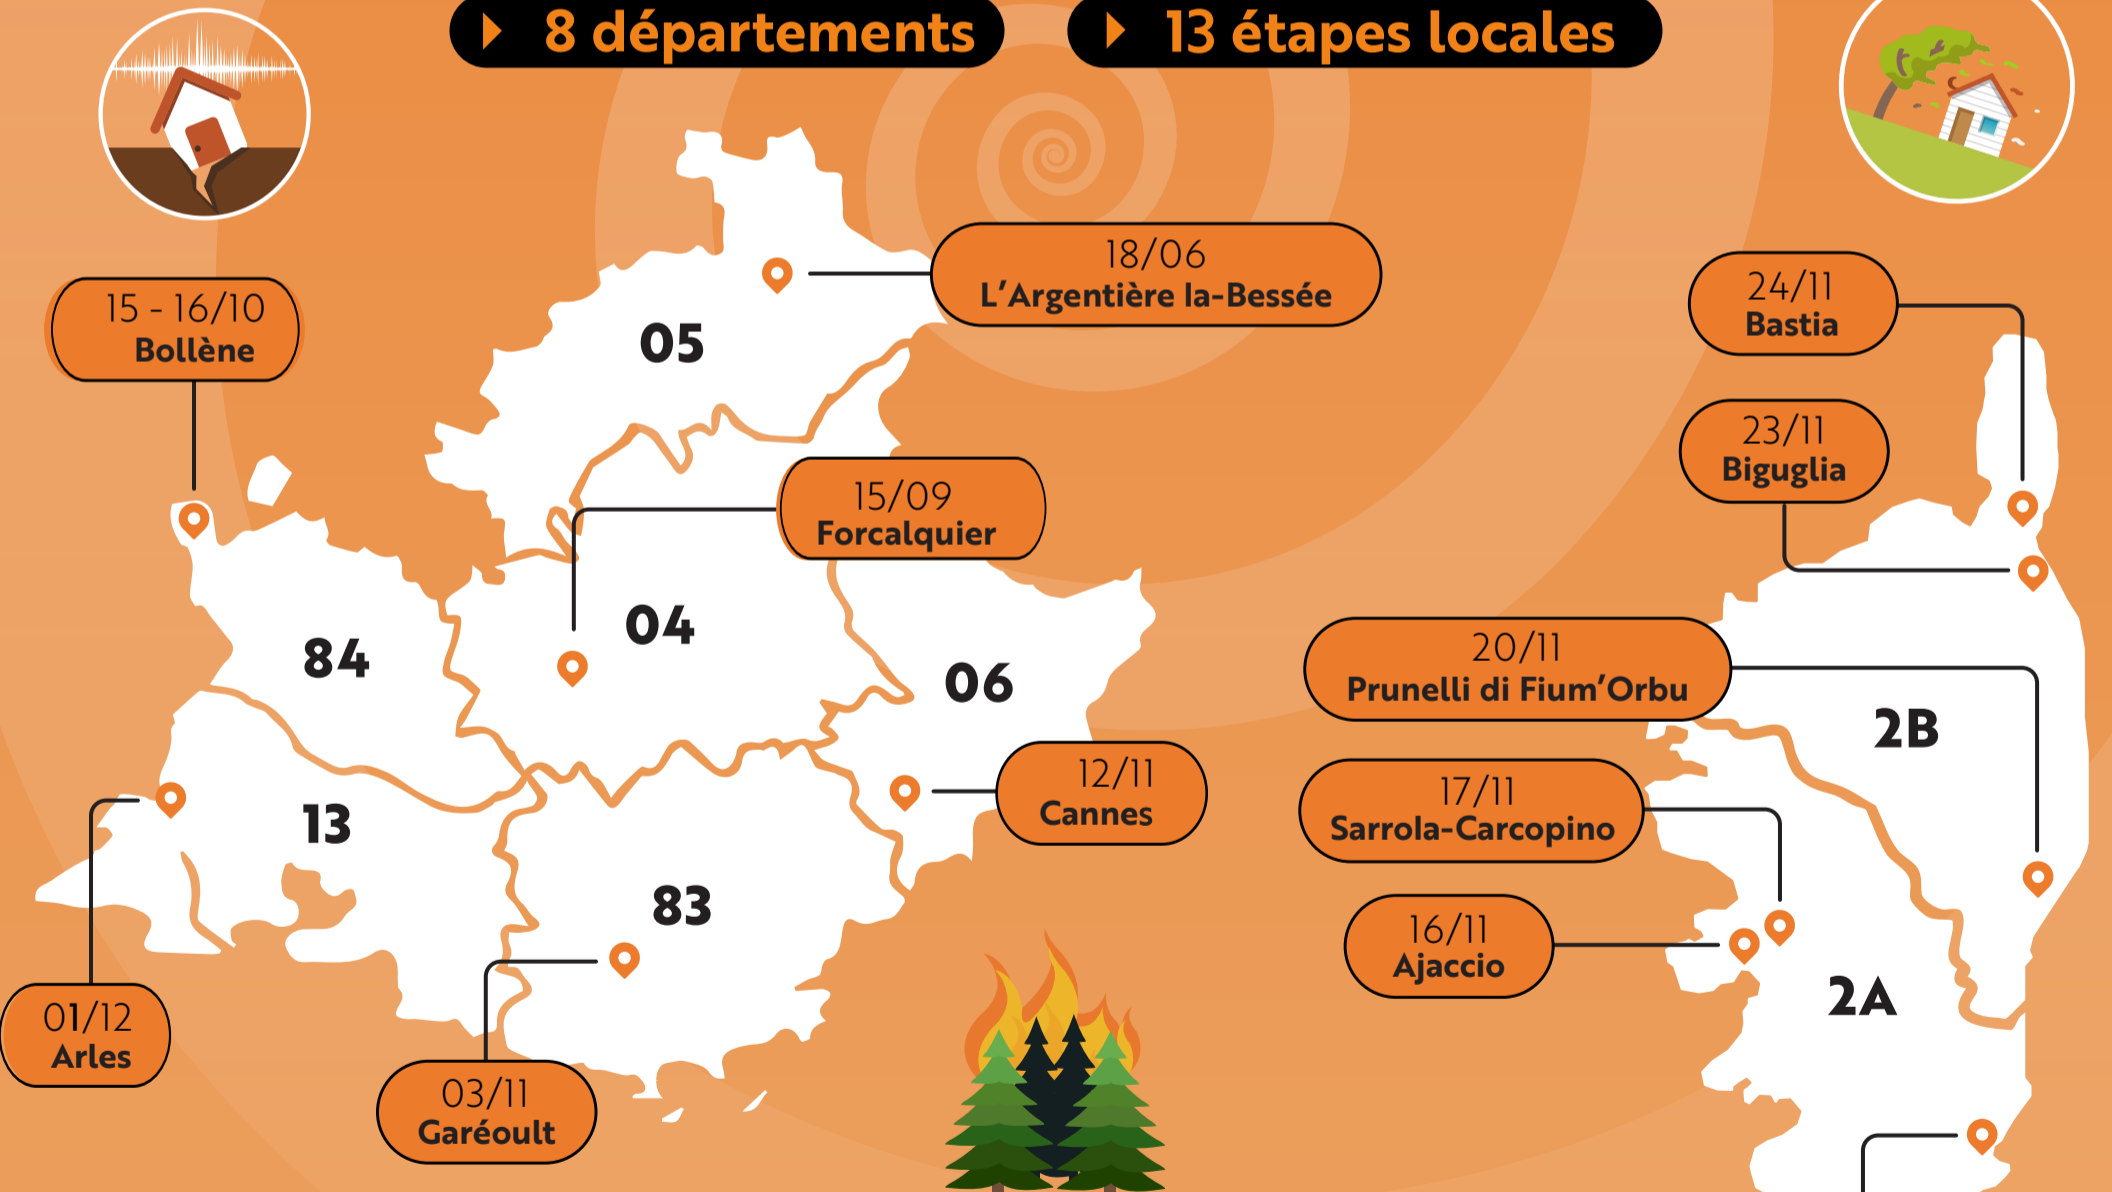 8 départements
13 étapes locales
18/06
L'Argentière la-Bessée
15 - 16/10
Bollène
24/11
Bastia
05
23/11
Biguglia
15/09
Forcalquier
04
84
06
20/11
Prunelli di Fium'Orbu
2B
12/11
Cannes
17/11
Sarrola-Carcopino
13
83
16/11
Ajaccio
2A
01/12
Arles
03/11
Garéoult